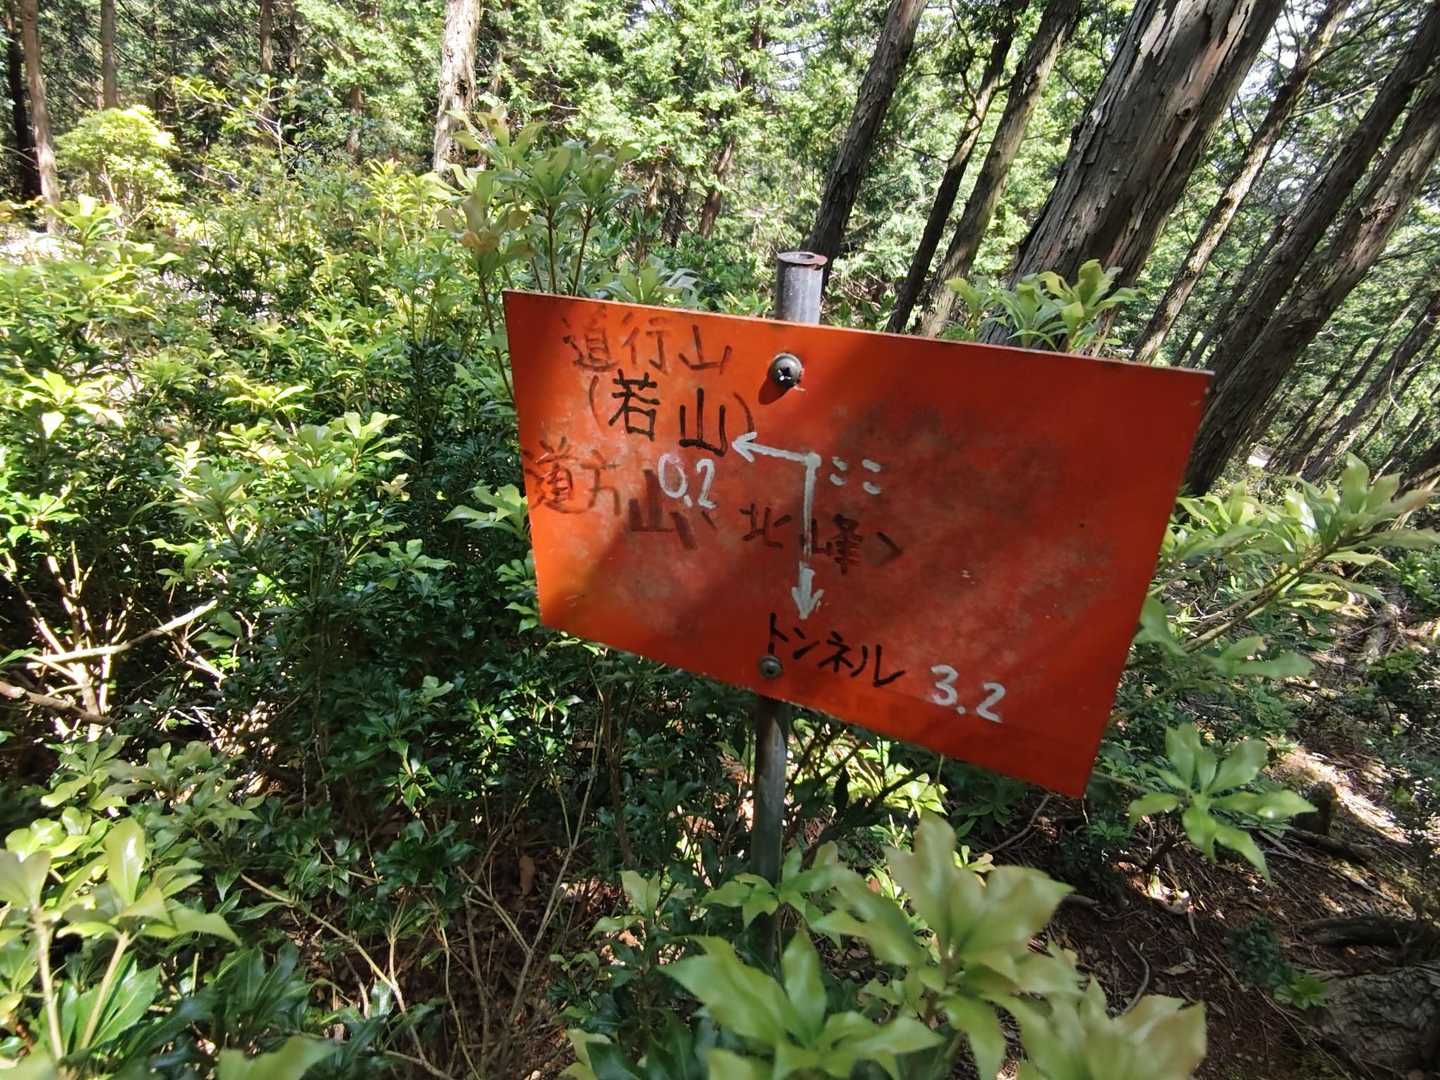 道行山
(若山)
ここ
0.2
道方山(北峰)
トンネル 3.2